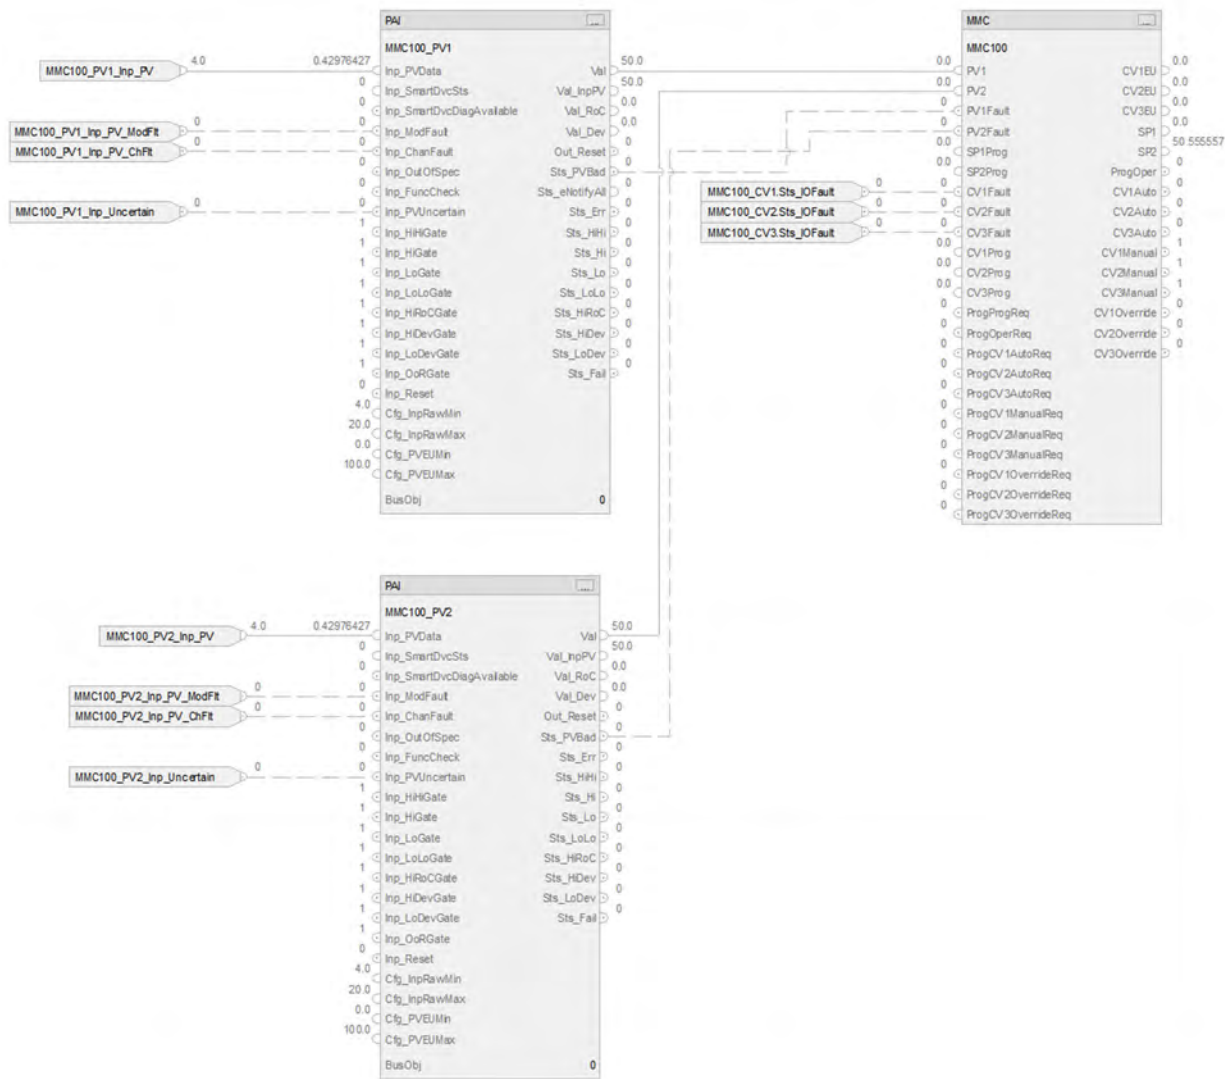 PAI ...
MMC100_PV1
MMC100_PV1_Inp_PV 4.0 0.42976427 Inp_PVData Val 50.0
0 Inp_SmartDvcSts Val_InpPV 50.0
0 Inp_SmartDvcDiagAvailable Val_RoC 0.0
MMC100_PV1_Inp_PV_ModFlt 0 0 Inp_ModFault Val_Dev 0.0
MMC100_PV1_Inp_PV_ChFlt 0 0 Inp_ChanFault Out_Reset 0
0 Inp_OutOfSpec Sts_PVBad 0
0 Inp_FuncCheck Sts_eNotifyAll 0
MMC100_PV1_Inp_Uncertain 0 0 Inp_PVUncertain Sts_Err 0
1 Inp_HiHiGate Sts_HiHi 0
1 Inp_HiGate Sts_Hi 0
1 Inp_LoGate Sts_Lo 0
1 Inp_LoLoGate Sts_LoLo 0
1 Inp_HiRoCGate Sts_HiRoC 0
1 Inp_HiDevGate Sts_HiDev 0
1 Inp_LoDevGate Sts_LoDev 0
1 Inp_OoRGate Sts_Fail 0
0 Inp_Reset
4.0 Cfg_InpRawMin
20.0 Cfg_InpRawMax
0.0 Cfg_PVEUMin
100.0 Cfg_PVEUMax
BusObj 0
MMC ...
MMC100
0.0 PV1 CV1EU 0.0
0.0 PV2 CV2EU 0.0
0 PV1Fault CV3EU 0.0
0 PV2Fault SP1 0.0
0.0 SP1Prog SP2 50.555557
0.0 SP2Prog ProgOper 0
MMC100_CV1.Sts_IOFault 0 0 CV1Fault CV1Auto 0
MMC100_CV2.Sts_IOFault 0 0 CV2Fault CV2Auto 0
MMC100_CV3.Sts_IOFault 0 0 CV3Fault CV3Auto 0
0.0 CV1Prog CV1Manual 1
0.0 CV2Prog CV2Manual 1
0.0 CV3Prog CV3Manual 1
0 ProgProgReq CV1Override 0
0 ProgOperReq CV2Override 0
0 ProgCV1AutoReq CV3Override 0
0 ProgCV2AutoReq
0 ProgCV3AutoReq
0 ProgCV1ManualReq
0 ProgCV2ManualReq
0 ProgCV3ManualReq
0 ProgCV1OverrideReq
0 ProgCV2OverrideReq
0 ProgCV3OverrideReq
PAI ...
MMC100_PV2
MMC100_PV2_Inp_PV 4.0 0.42976427 Inp_PVData Val 50.0
0 Inp_SmartDvcSts Val_InpPV 50.0
0 Inp_SmartDvcDiagAvailable Val_RoC 0.0
MMC100_PV2_Inp_PV_ModFlt 0 0 Inp_ModFault Val_Dev 0.0
MMC100_PV2_Inp_PV_ChFlt 0 0 Inp_ChanFault Out_Reset 0
0 Inp_OutOfSpec Sts_PVBad 0
0 Inp_FuncCheck Sts_Err 0
MMC100_PV2_Inp_Uncertain 0 0 Inp_PVUncertain Sts_HiHi 0
1 Inp_HiHiGate Sts_Hi 0
1 Inp_HiGate Sts_Lo 0
1 Inp_LoGate Sts_LoLo 0
1 Inp_LoLoGate Sts_HiRoC 0
1 Inp_HiRoCGate Sts_HiDev 0
1 Inp_HiDevGate Sts_LoDev 0
1 Inp_LoDevGate Sts_Fail 0
1 Inp_OoRGate
0 Inp_Reset
4.0 Cfg_InpRawMin
20.0 Cfg_InpRawMax
0.0 Cfg_PVEUMin
100.0 Cfg_PVEUMax
BusObj 0